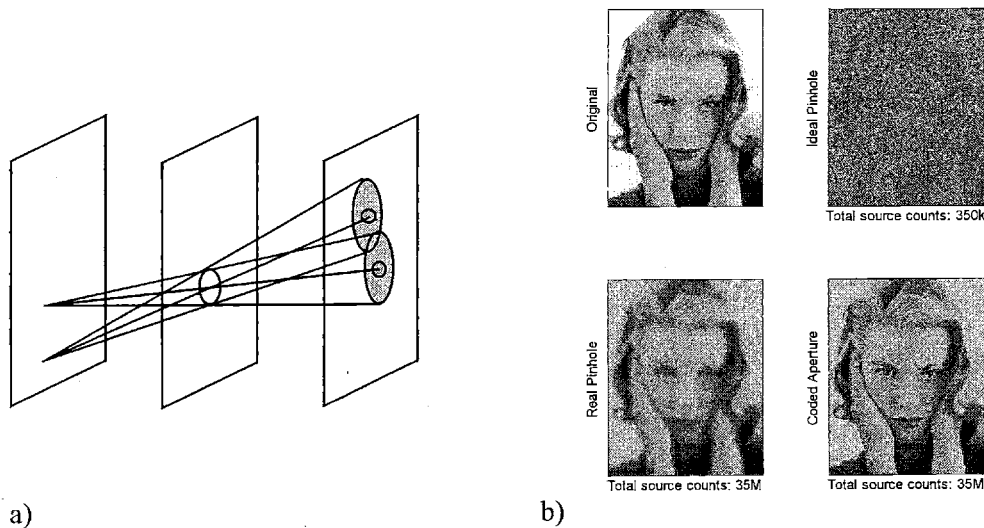 Original
Ideal Pinhole
Total source counts: 350k
Real Pinhole
Coded Aperture
Total source counts: 35M
Total source counts: 35M
a)
b)